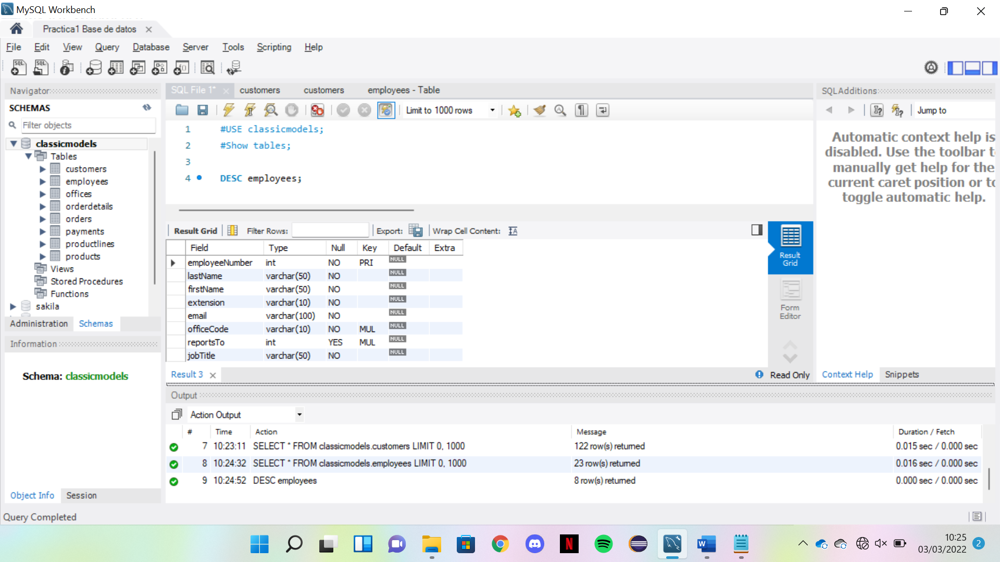 MySQL Workbench
Practica1 Base de datos
File Edit View Query Database Server Tools Scripting Help
Navigator
SCHEMAS
Filter objects
classicmodels
Tables
customers
employees
offices
orderdetails
orders
payments
productlines
products
Views
Stored Procedures
Functions
sakila
Administration Schemas
Information
Schema: classicmodels
Object Info Session
SQL File 1* customers customers employees - Table
Limit to 1000 rows
1 #USE classicmodels;
2 #Show tables;
3
4 DESC employees;
Result Grid Filter Rows: Export: Wrap Cell Content:
Field Type Null Key Default Extra
employeeNumber int NO PRI NULL
lastName varchar(50) NO NULL
firstName varchar(50) NO NULL
extension varchar(10) NO NULL
email varchar(100) NO NULL
officeCode varchar(10) NO MUL NULL
reportsTo int YES MUL NULL
jobTitle varchar(50) NO NULL
Result
Grid
Form
Editor
Result 3 Read Only
SQLAdditions
Jump to
Automatic context help is
disabled. Use the toolbar t
manually get help for the
current caret position or to
toggle automatic help.
Context Help Snippets
Output
Action Output
# Time Action Message Duration / Fetch
7 10:23:11 SELECT * FROM classicmodels.customers LIMIT 0, 1000 122 row(s) returned 0.015 sec / 0.000 sec
8 10:24:32 SELECT * FROM classicmodels.employees LIMIT 0, 1000 23 row(s) returned 0.016 sec / 0.000 sec
9 10:24:52 DESC employees 8 row(s) returned 0.000 sec / 0.000 sec
Query Completed
10:25
03/03/2022
2